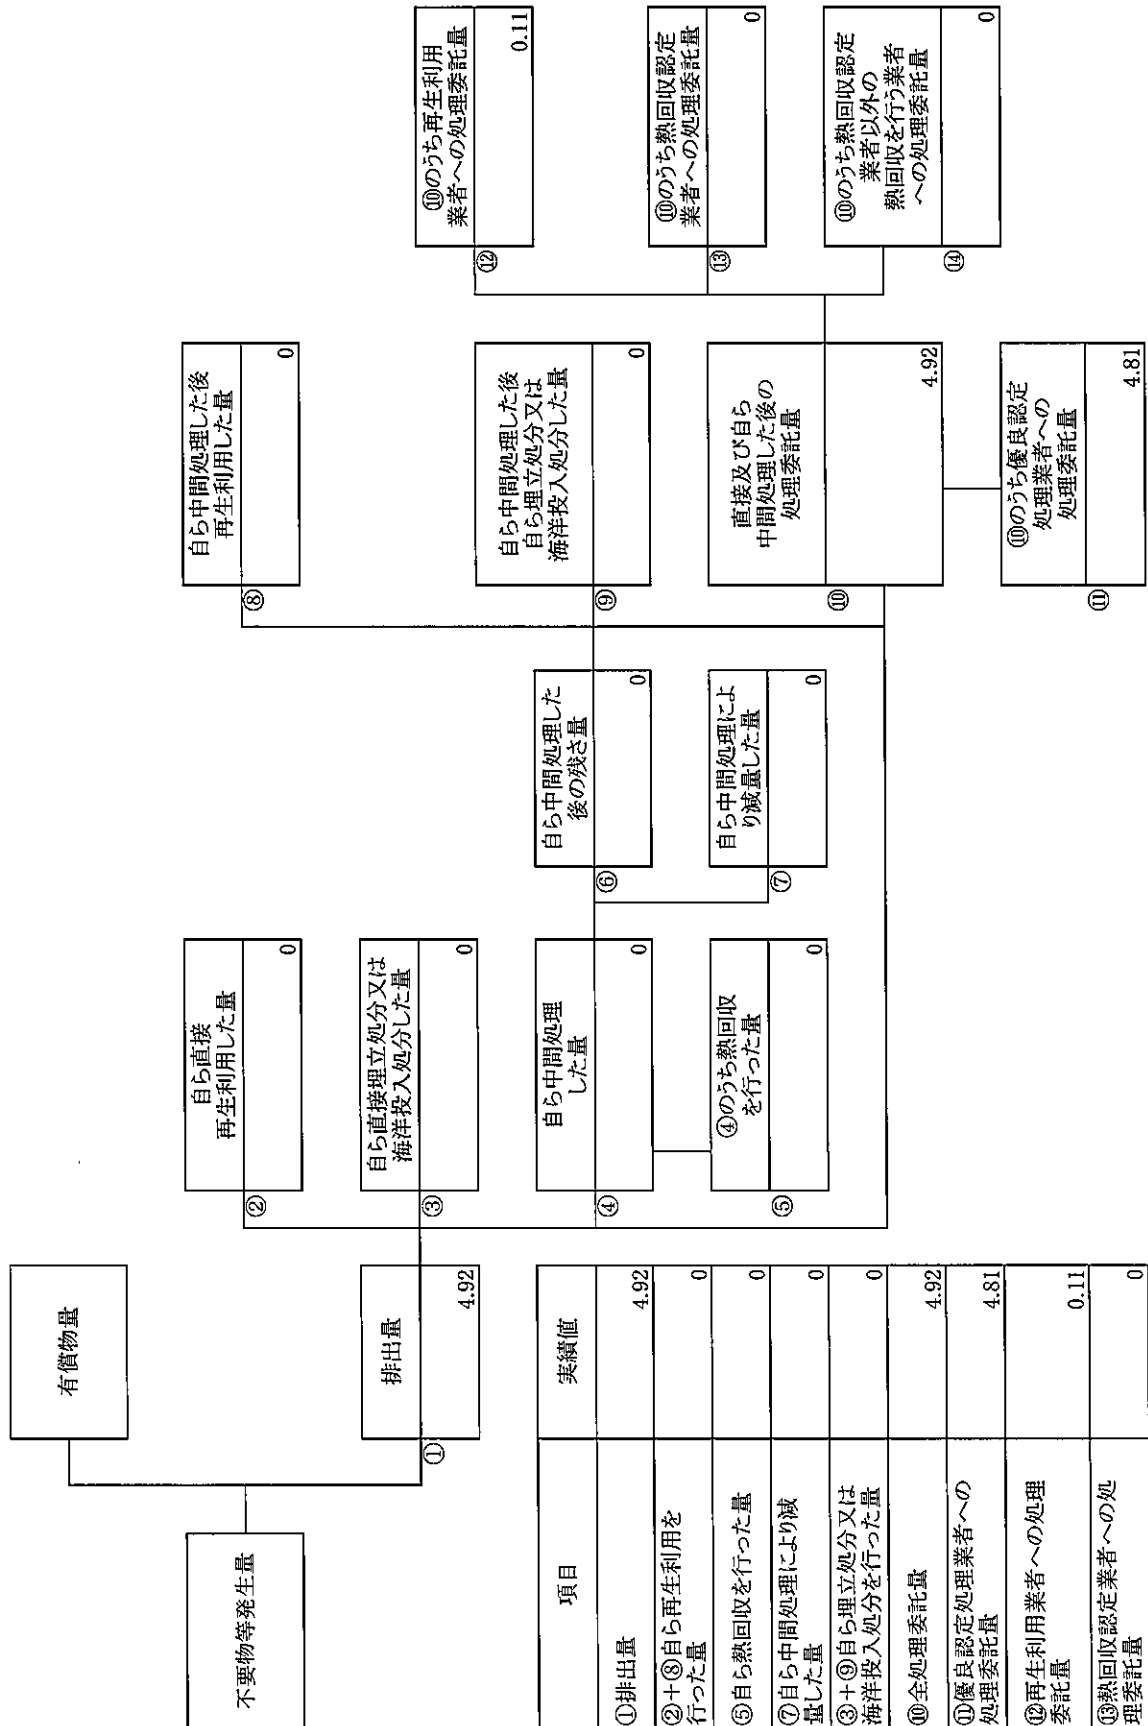 不要物等発生量
有償物量
①
排出量
4.92
②
自ら直接
再生利用した量
0
③
自ら直接埋立処分又は
海洋投入処分した量
0
④
自ら中間処理
した量
0
⑤
④のうち熱回収
を行った量
0
⑥
自ら中間処理した
後の残さ量
0
⑦
自ら中間処理によ
り減量した量
0
⑧
自ら中間処理した後
再生利用した量
0
⑨
自ら中間処理した後
自ら埋立処分又は
海洋投入処分した量
0
⑩
直接及び自ら
中間処理した後の
処理委託量
4.92
⑪
⑩のうち優良認定
処理業者への
処理委託量
4.81
⑫
⑩のうち再生利用
業者への処理委託量
0.11
⑬
⑩のうち熱回収認定
業者への処理委託量
0
⑭
⑩のうち熱回収認定
業者以外の
熱回収を行う業者
への処理委託量
0
項目 実績値
①排出量 4.92
②+⑧自ら再生利用を
行った量 0
⑤自ら熱回収を行った量 0
⑦自ら中間処理により減
量した量 0
③+⑨自ら埋立処分又は
海洋投入処分を行った量 0
⑩全処理委託量 4.92
⑪優良認定処理業者への
処理委託量 4.81
⑫再生利用業者への処理
委託量 0.11
⑬熱回収認定業者への処
理委託量 0